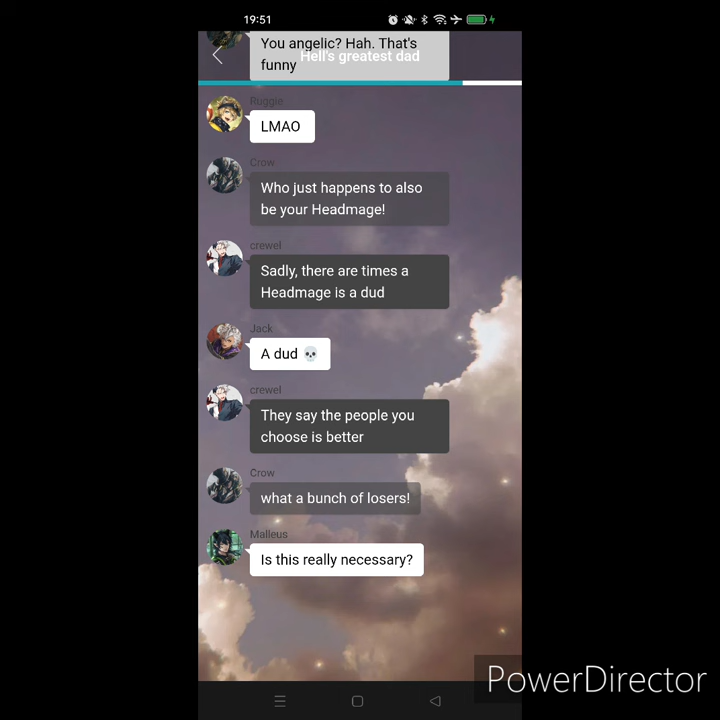 19:51
You angelic? Hah. That's
funny
Hell's greatest dad
Ruggie
LMAO
Crow
Who just happens to also
be your Headmage!
crewel
Sadly, there are times a
Headmage is a dud
Jack
A dud 💀
crewel
They say the people you
choose is better
Crow
what a bunch of losers!
Malleus
Is this really necessary?
PowerDirector